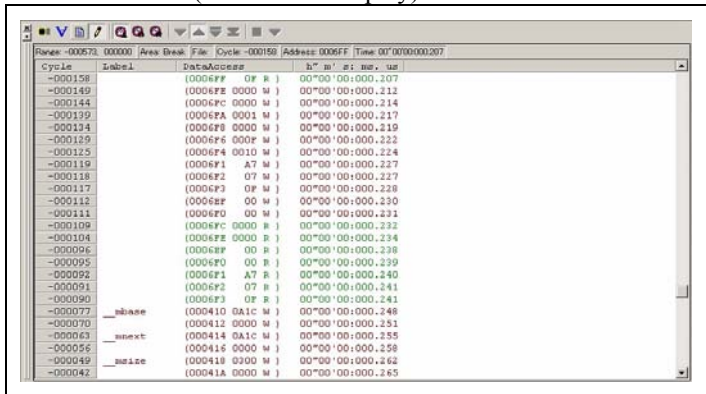 Range: -000573, 000000 Area: Break File: Cycle: -000158 Address: 0006FF Time: 00"00'00:000.207
Cycle Label DataAccess h" m' s: ms. us
-000158 (0006FF 0F R ) 00"00'00:000.207
-000149 (0006FE 0000 W ) 00"00'00:000.212
-000144 (0006FC 0000 W ) 00"00'00:000.214
-000139 (0006FA 0001 W ) 00"00'00:000.217
-000134 (0006F8 0000 W ) 00"00'00:000.219
-000129 (0006F6 000F W ) 00"00'00:000.222
-000125 (0006F4 0010 W ) 00"00'00:000.224
-000119 (0006F1 A7 W ) 00"00'00:000.227
-000118 (0006F2 07 W ) 00"00'00:000.227
-000117 (0006F3 0F W ) 00"00'00:000.228
-000112 (0006EF 00 W ) 00"00'00:000.230
-000111 (0006F0 00 W ) 00"00'00:000.231
-000109 (0006FC 0000 R ) 00"00'00:000.232
-000104 (0006FE 0000 R ) 00"00'00:000.234
-000096 (0006EF 00 R ) 00"00'00:000.238
-000095 (0006F0 00 R ) 00"00'00:000.239
-000092 (0006F1 A7 R ) 00"00'00:000.240
-000091 (0006F2 07 R ) 00"00'00:000.241
-000090 (0006F3 0F R ) 00"00'00:000.241
-000077 __mbase (000410 0A1C W ) 00"00'00:000.248
-000070 (000412 0000 W ) 00"00'00:000.251
-000063 __mnext (000414 0A1C W ) 00"00'00:000.255
-000056 (000416 0000 W ) 00"00'00:000.258
-000049 __msize (000418 0300 W ) 00"00'00:000.262
-000042 (00041A 0000 W ) 00"00'00:000.265